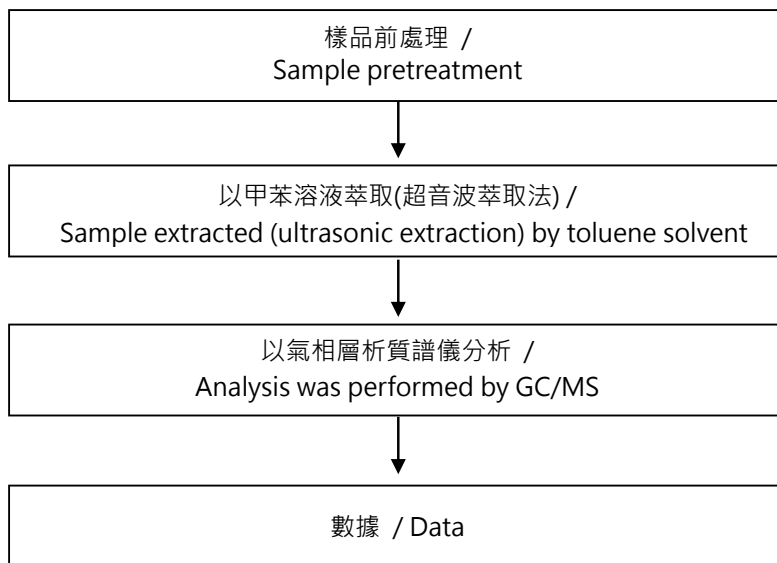 樣品前處理 /
Sample pretreatment
以甲苯溶液萃取(超音波萃取法) /
Sample extracted (ultrasonic extraction) by toluene solvent
以氣相層析質譜儀分析 /
Analysis was performed by GC/MS
數據 / Data